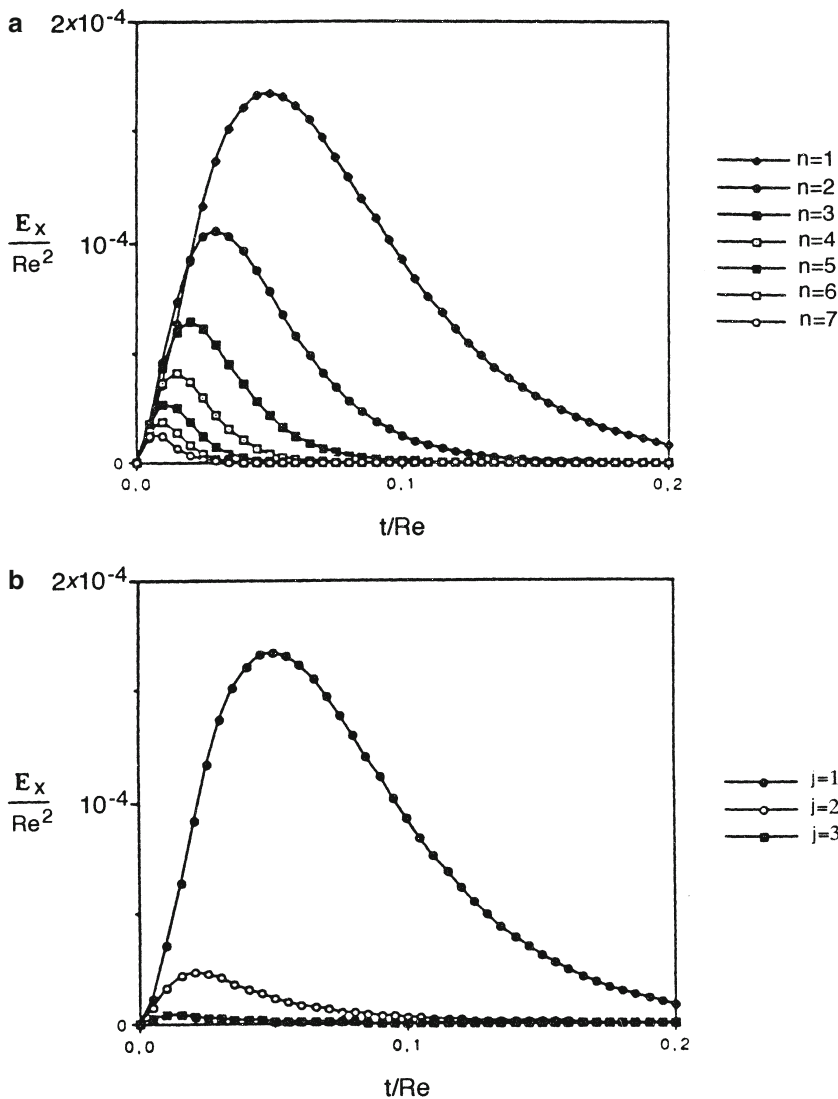 a
2x10-4
10-4
0
Ex
Re2
0.0
0.1
0.2
t/Re
n=1
n=2
n=3
n=4
n=5
n=6
n=7
b
2x10-4
10-4
0
Ex
Re2
0.0
0.1
0.2
t/Re
j=1
j=2
j=3